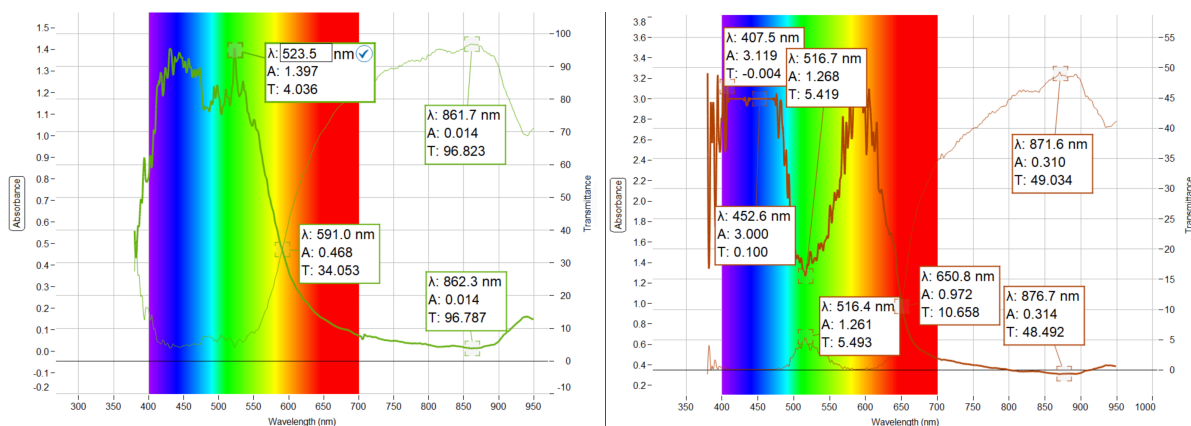 1.5
1.4
1.3
1.2
1.1
1.0
0.9
0.8
0.7
0.6
0.5
0.4
0.3
0.2
0.1
0.0
-0.1
-0.2
Absorbance
λ: 523.5 nm
A: 1.397
T: 4.036
λ: 861.7 nm
A: 0.014
T: 96.823
λ: 591.0 nm
A: 0.468
T: 34.053
λ: 862.3 nm
A: 0.014
T: 96.787
100
90
80
70
60
50
40
30
20
10
0
-10
Transmittance
300 400 450 500 550 600 700 750 800 850 900 950
Wavelength (nm)
3.8
3.6
3.4
3.2
3.0
2.8
2.6
2.4
2.2
2.0
1.8
1.6
1.4
1.2
1.0
0.8
0.6
0.4
0.2
Absorbance
λ: 407.5 nm
A: 3.119
T: -0.004
λ: 516.7 nm
A: 1.268
T: 5.419
λ: 871.6 nm
A: 0.310
T: 49.034
λ: 452.6 nm
A: 3.000
T: 0.100
λ: 650.8 nm
A: 0.972
T: 10.658
λ: 516.4 nm
A: 1.261
T: 5.493
λ: 876.7 nm
A: 0.314
T: 48.492
55
50
45
40
35
30
25
20
15
10
5
0
Transmittance
350 400 450 500 550 600 650 700 750 800 850 900 950 1000
Wavelength (nm)